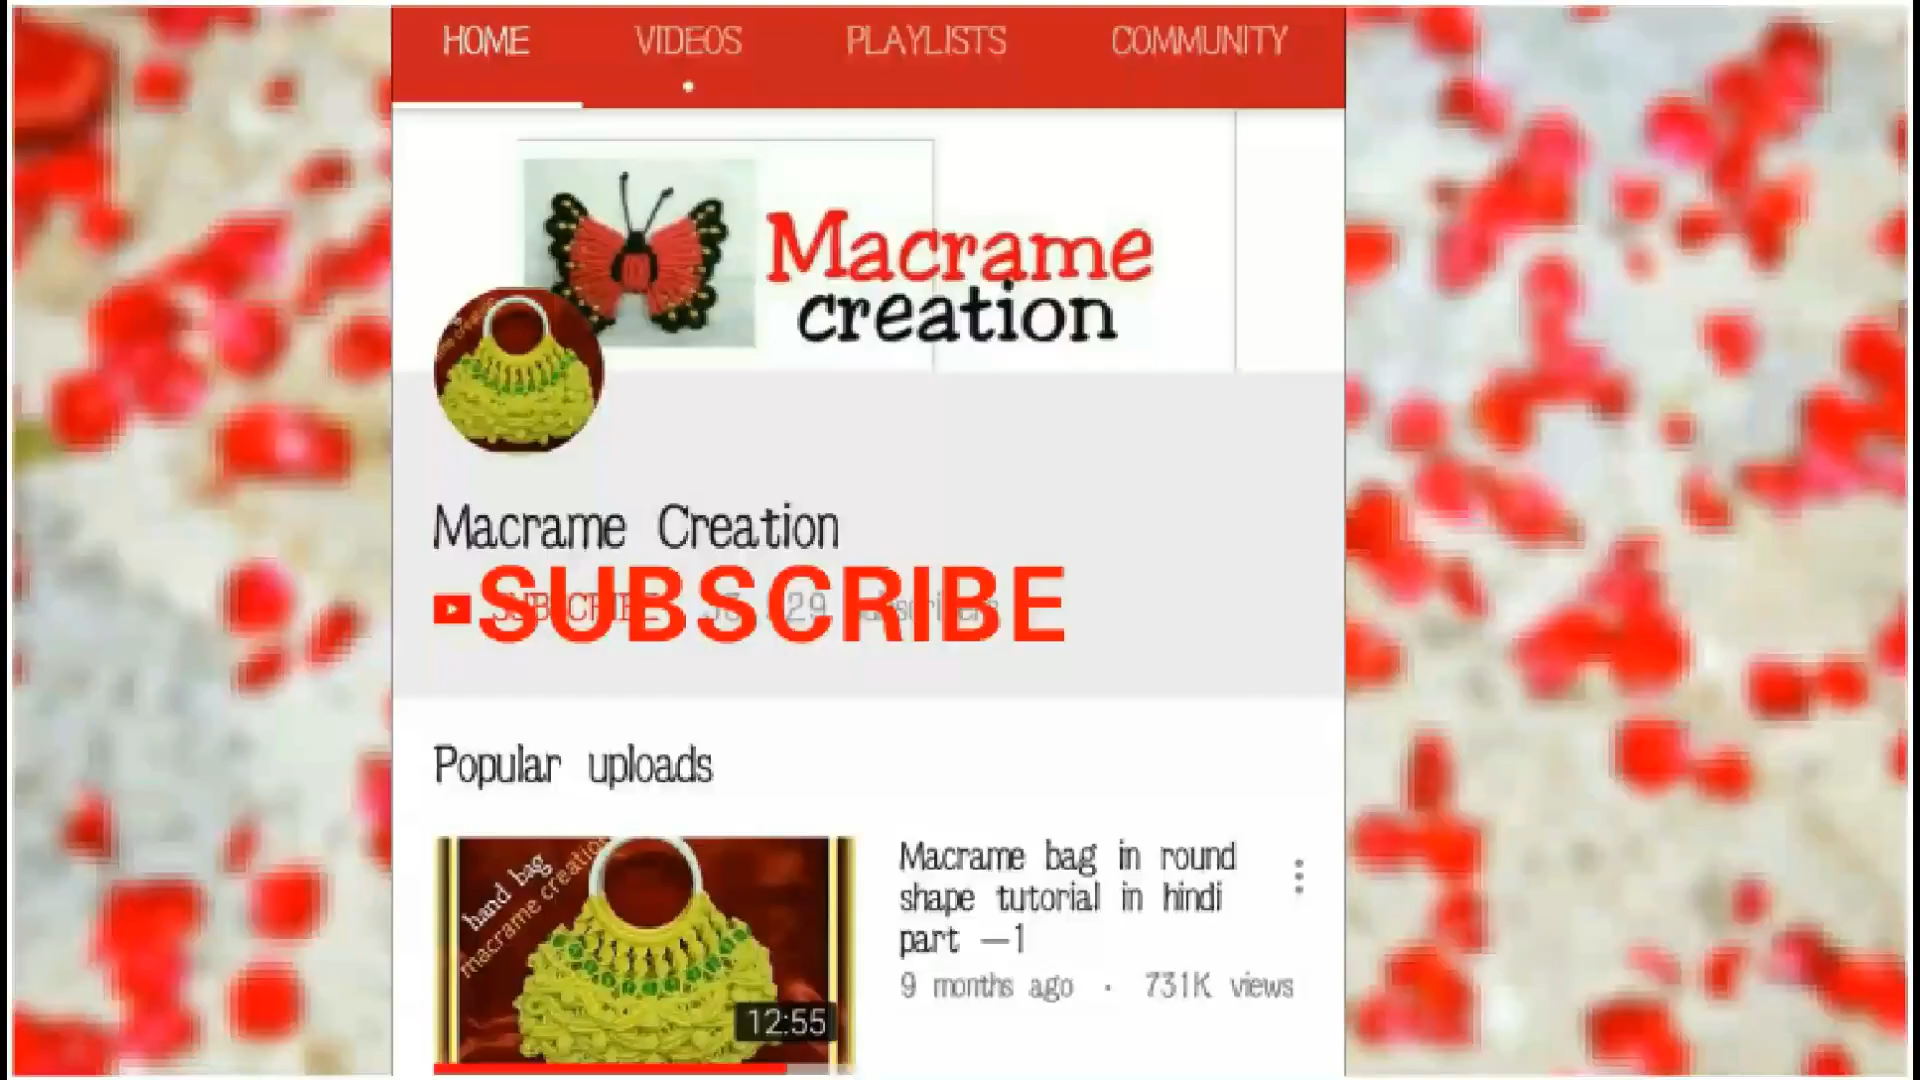 HOME VIDEOS PLAYLISTS COMMUNITY
Macrame
creation
Macrame Creation
SUBSCRIBE
Popular uploads
hand bag
macrame creation
12:55
Macrame bag in round
shape tutorial in hindi
part –1
9 months ago · 731K views